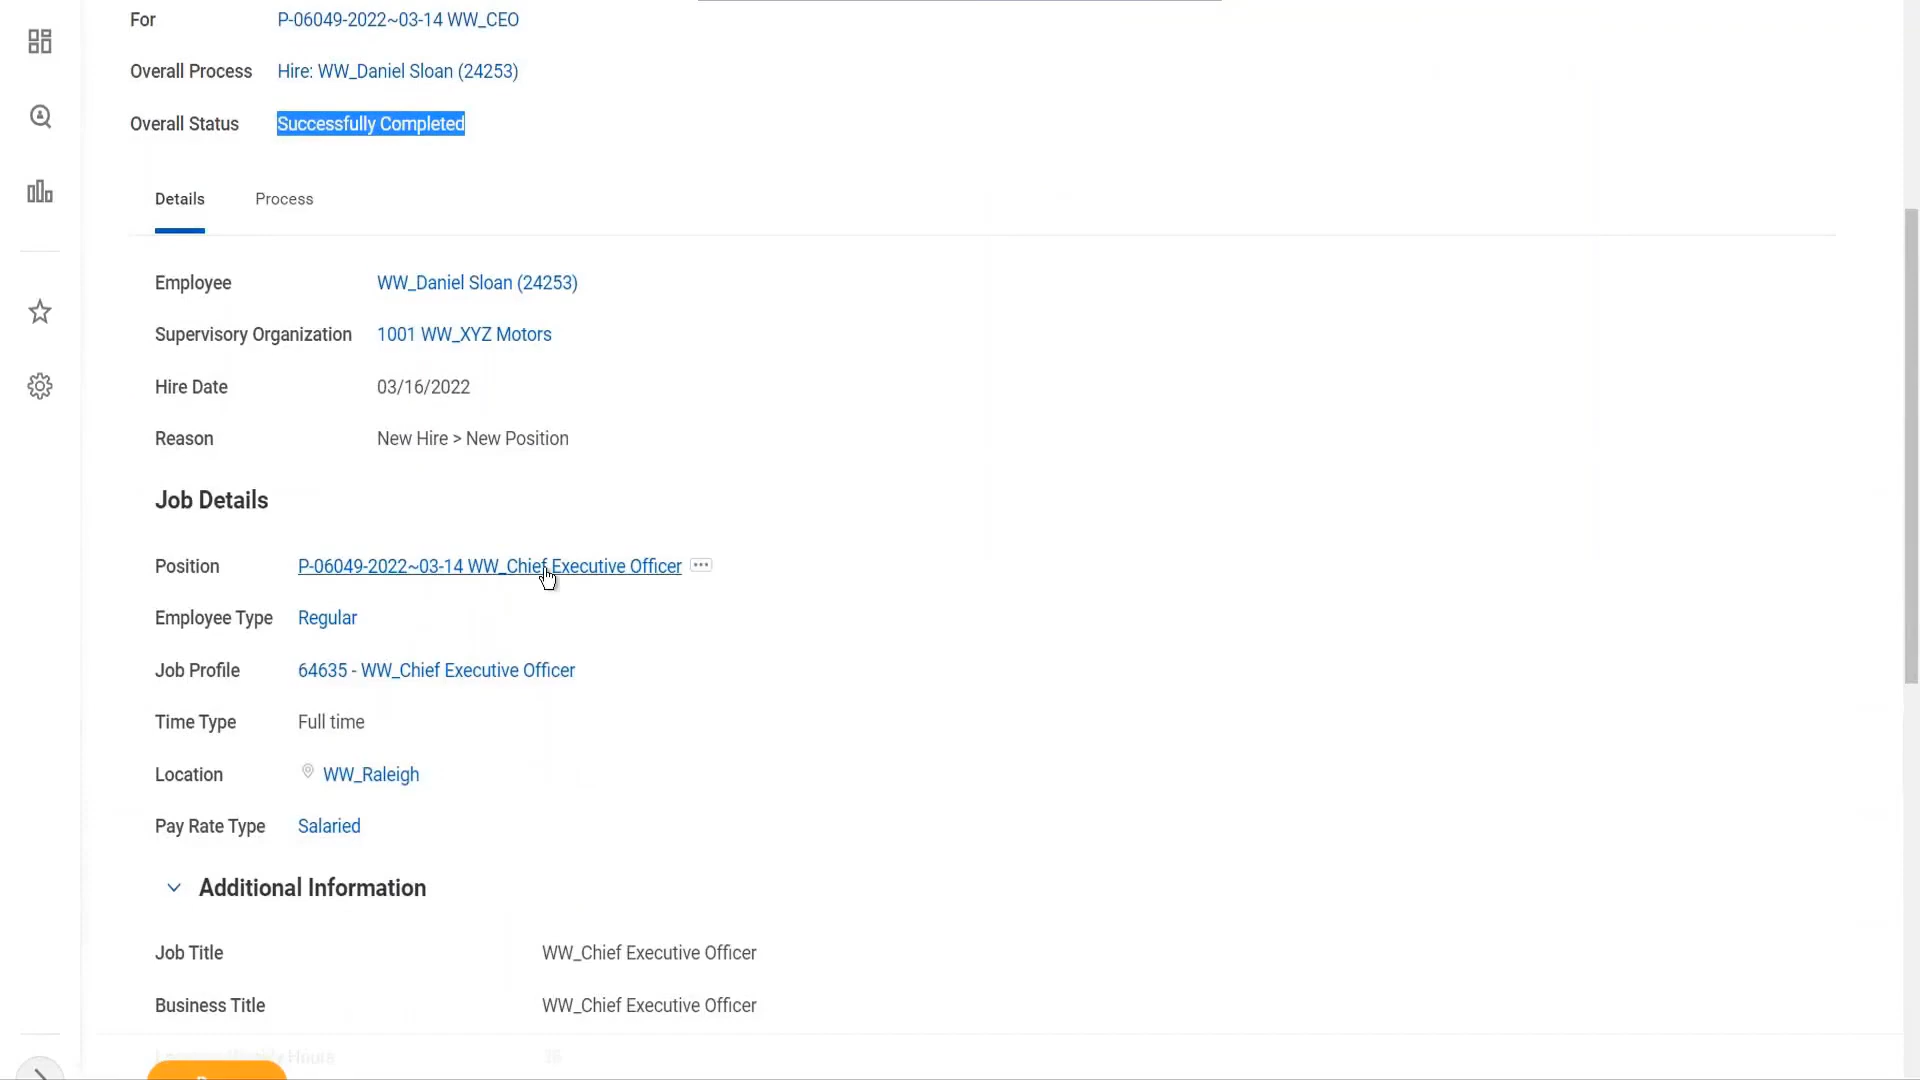 For P-06049-2022~03-14 WW_CEO
Overall Process Hire: WW_Daniel Sloan (24253)
Overall Status Successfully Completed
Details Process
Employee WW_Daniel Sloan (24253)
Supervisory Organization 1001 WW_XYZ Motors
Hire Date 03/16/2022
Reason New Hire > New Position
Job Details
Position P-06049-2022~03-14 WW_Chief Executive Officer
Employee Type Regular
Job Profile 64635 - WW_Chief Executive Officer
Time Type Full time
Location WW_Raleigh
Pay Rate Type Salaried
Additional Information
Job Title WW_Chief Executive Officer
Business Title WW_Chief Executive Officer
Hours